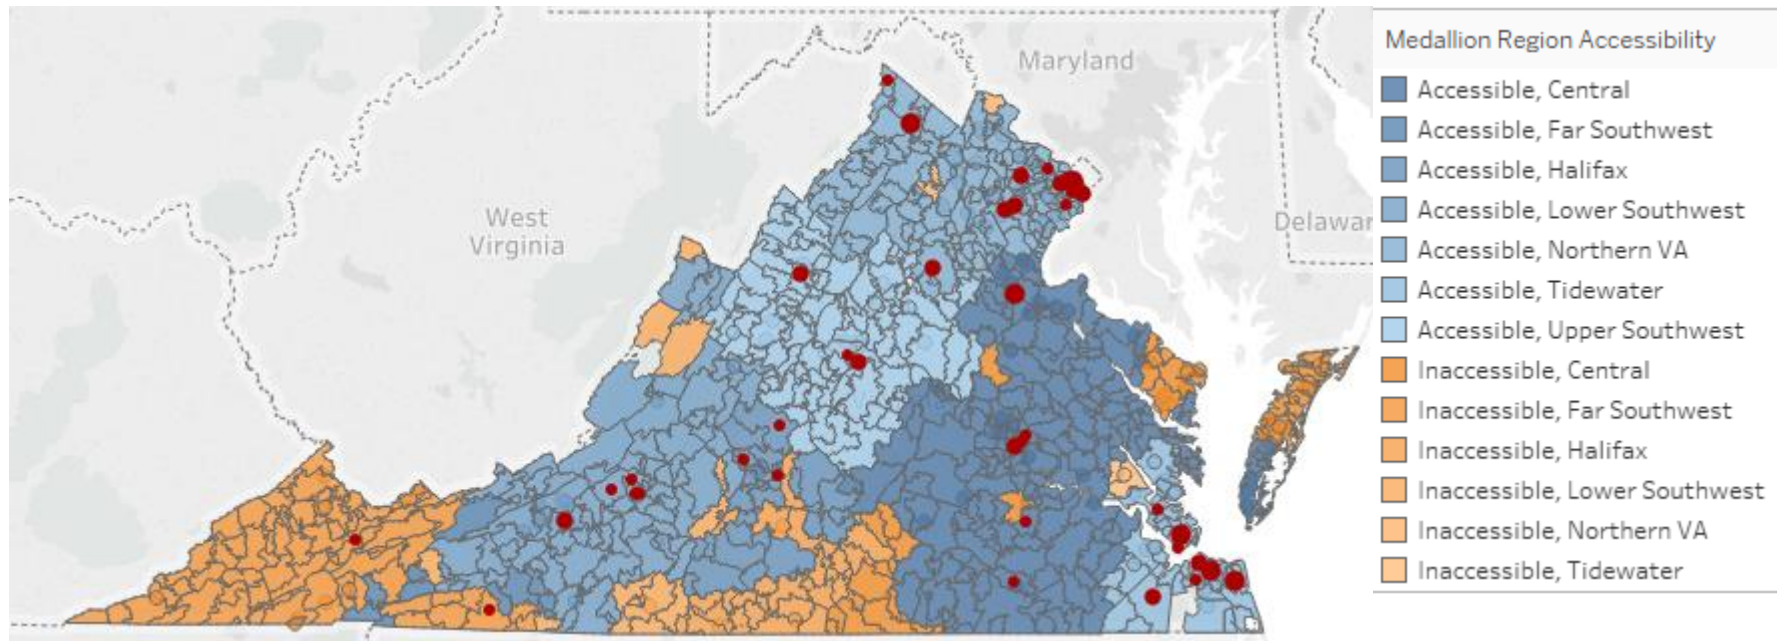 Maryland
West
Virginia
Delawar
Medallion Region Accessibility
Accessible, Central
Accessible, Far Southwest
Accessible, Halifax
Accessible, Lower Southwest
Accessible, Northern VA
Accessible, Tidewater
Accessible, Upper Southwest
Inaccessible, Central
Inaccessible, Far Southwest
Inaccessible, Halifax
Inaccessible, Lower Southwest
Inaccessible, Northern VA
Inaccessible, Tidewater